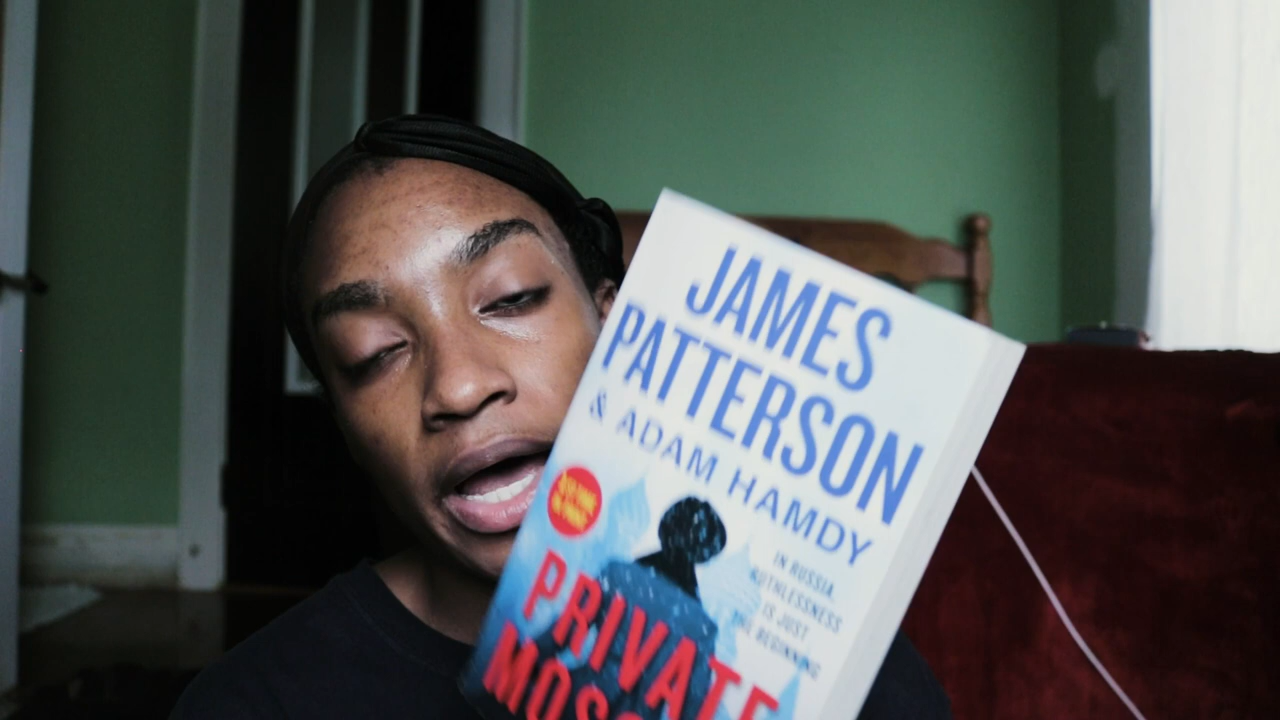 JAMES
PATTERSON
& ADAM HAMDY
IN RUSSIA,
RUTHLESSNESS
IS JUST
THE BEGINNING
PRIVATE